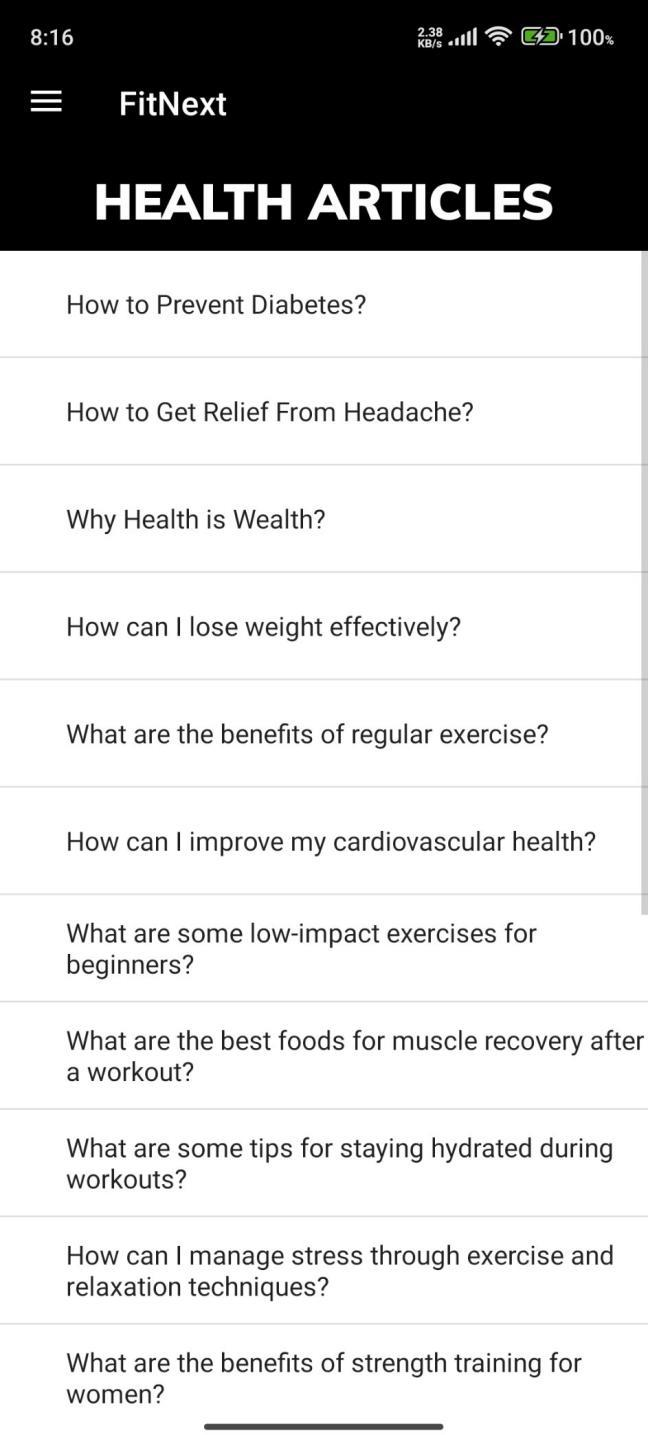 8:16
2.38
KB/s
100%
FitNext
HEALTH ARTICLES
How to Prevent Diabetes?
How to Get Relief From Headache?
Why Health is Wealth?
How can I lose weight effectively?
What are the benefits of regular exercise?
How can I improve my cardiovascular health?
What are some low-impact exercises for
beginners?
What are the best foods for muscle recovery after
a workout?
What are some tips for staying hydrated during
workouts?
How can I manage stress through exercise and
relaxation techniques?
What are the benefits of strength training for
women?